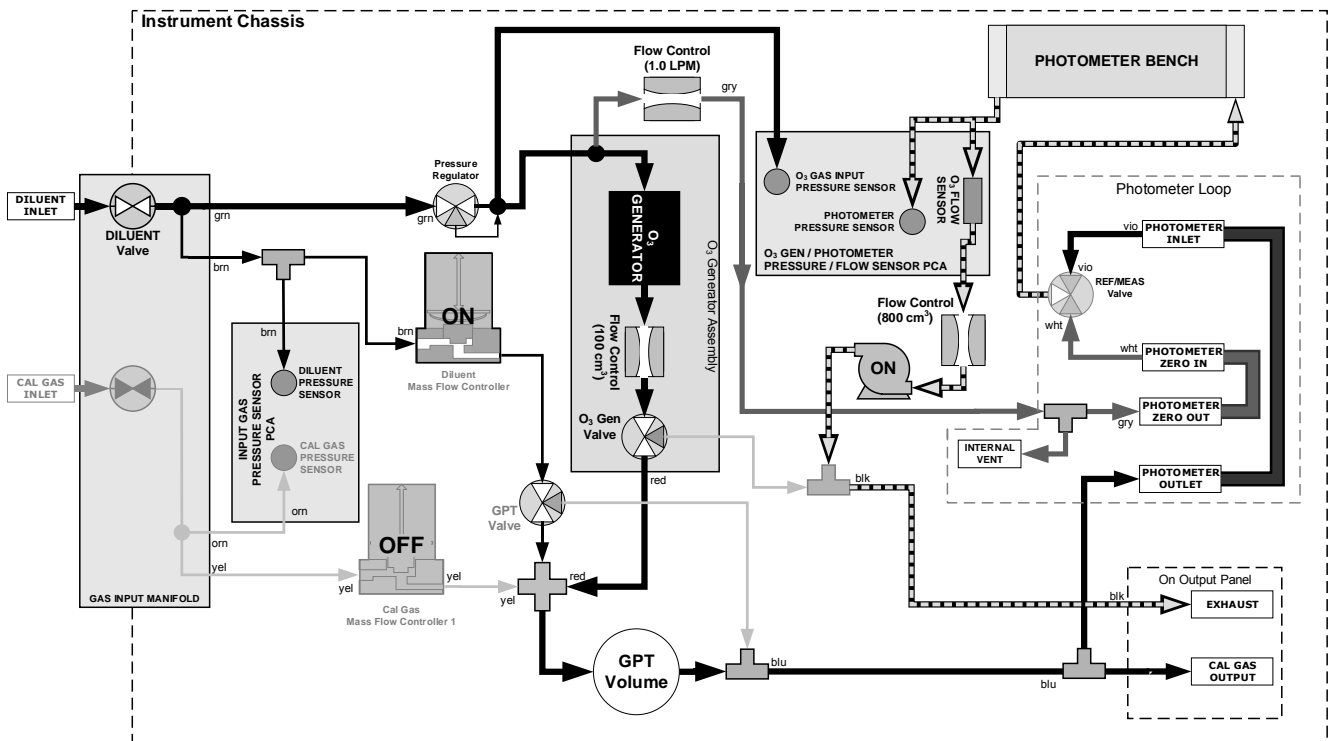 Instrument Chassis
Flow Control
(1.0 LPM)
gry
PHOTOMETER BENCH
Pressure
Regulator
DILUENT
INLET
grn
DILUENT
Valve
grn
brn
brn
brn
ON
Diluent
Mass Flow Controller
CAL GAS
INLET
DILUENT
PRESSURE
SENSOR
CAL GAS
PRESSURE
SENSOR
INPUT GAS
PRESSURE SENSOR
PCA
orn
orn
yel
GAS INPUT MANIFOLD
OFF
yel
yel
Cal Gas
Mass Flow Controller 1
O3
GENERATOR
Flow Control
(100 cm3)
O3 Generator Assembly
O3 Gen
Valve
red
GPT
Valve
red
yel
GPT
Volume
blu
blu
O3 GAS INPUT
PRESSURE SENSOR
O3 FLOW
SENSOR
PHOTOMETER
PRESSURE SENSOR
O3 GEN / PHOTOMETER
PRESSURE / FLOW SENSOR PCA
Flow Control
(800 cm3)
ON
blk
Photometer Loop
vio
PHOTOMETER
INLET
vio
REF/MEAS
Valve
wht
wht
PHOTOMETER
ZERO IN
PHOTOMETER
ZERO OUT
gry
INTERNAL
VENT
PHOTOMETER
OUTLET
On Output Panel
blk
EXHAUST
CAL GAS
OUTPUT